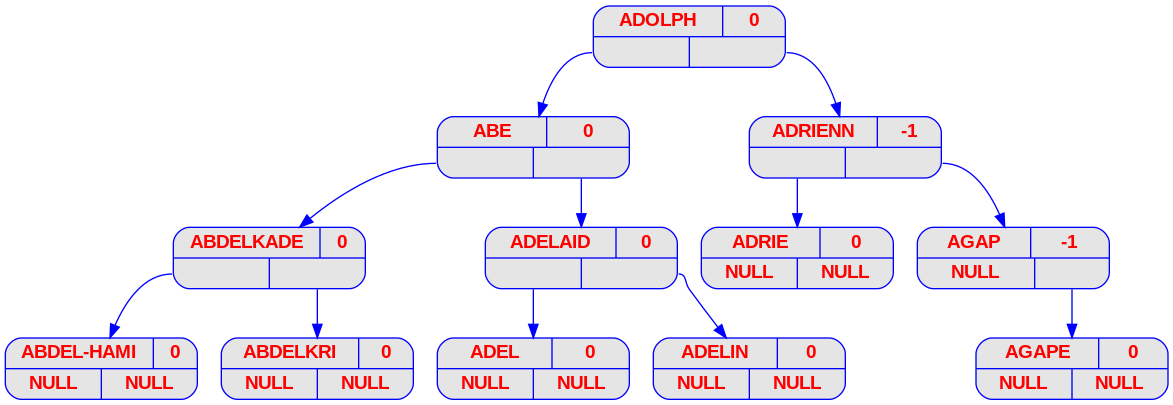 ADOLPH 0
ABE 0 ADRIENN -1
ABDELKADE 0 ADELAID 0 ADRIE 0 AGAP -1
NULL NULL NULL
ABDEL-HAMI 0 ABDELKRI 0 ADEL 0 ADELIN 0 AGAPE 0
NULL NULL NULL NULL NULL NULL NULL NULL NULL NULL